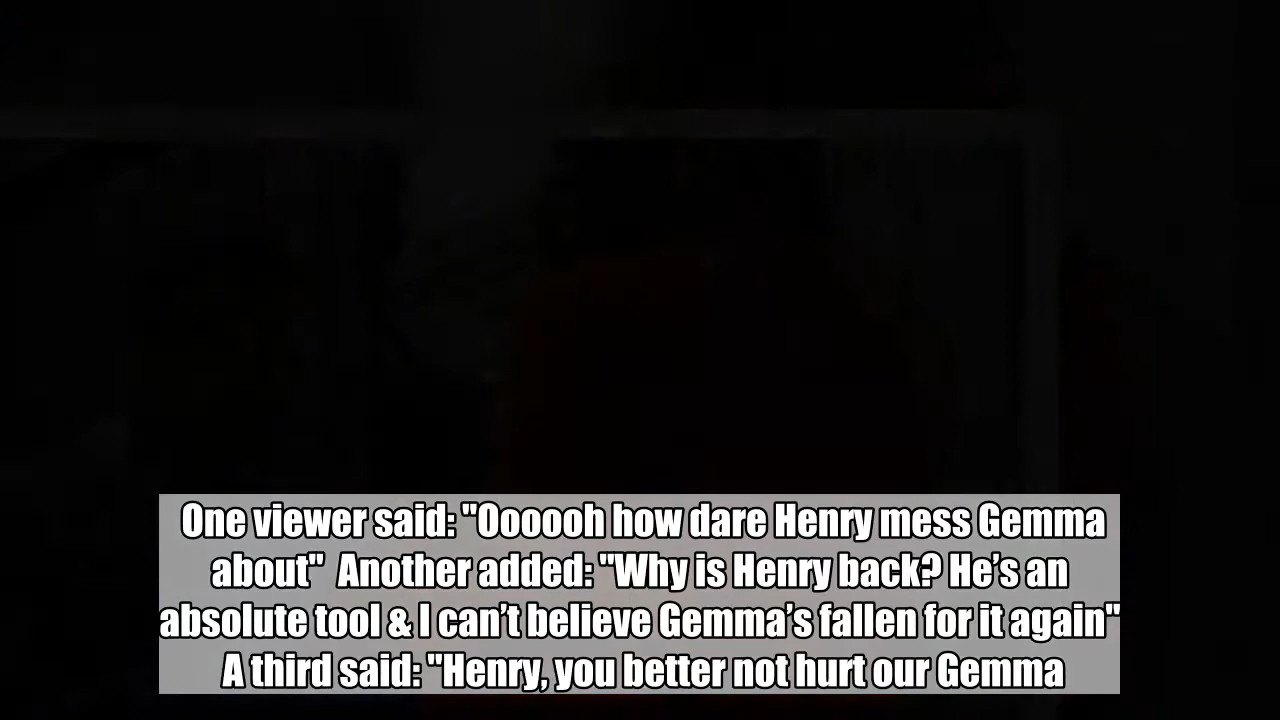 One viewer said: "Oooooh how dare Henry mess Gemma
about"  Another added: "Why is Henry back? He’s an
absolute tool & I can’t believe Gemma’s fallen for it again"
A third said: "Henry, you better not hurt our Gemma